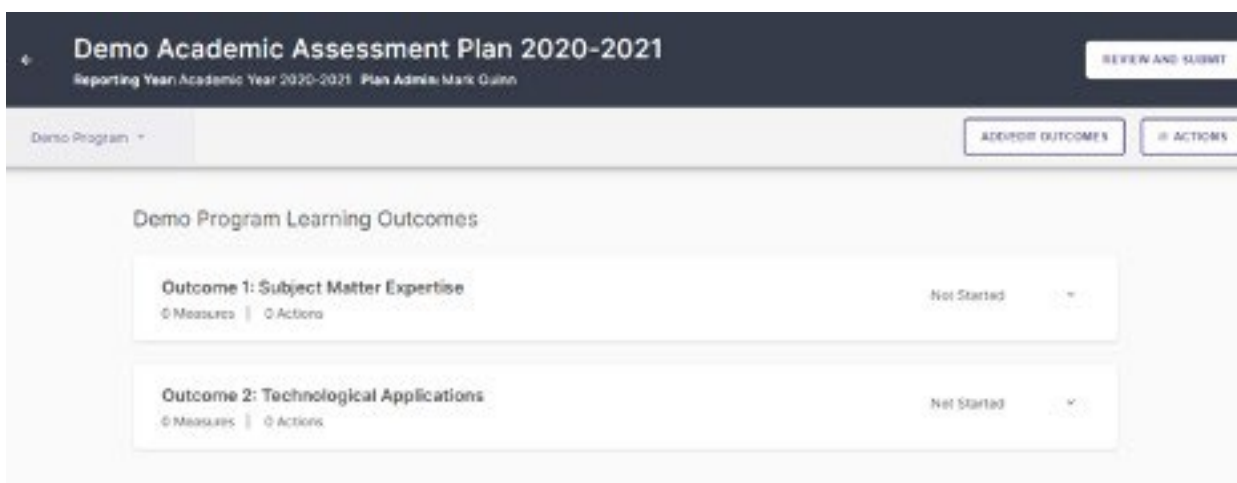 Demo Academic Assessment Plan 2020-2021
Reporting Year: Academic Year 2020-2021 Plan Admin: Mark Quinn
REVIEW AND SUBMIT
Demo Program
ADD/EDIT OUTCOMES
ACTIONS
Demo Program Learning Outcomes
Outcome 1: Subject Matter Expertise
Not Started
0 Measures | 0 Actions
Outcome 2: Technological Applications
Not Started
0 Measures | 0 Actions